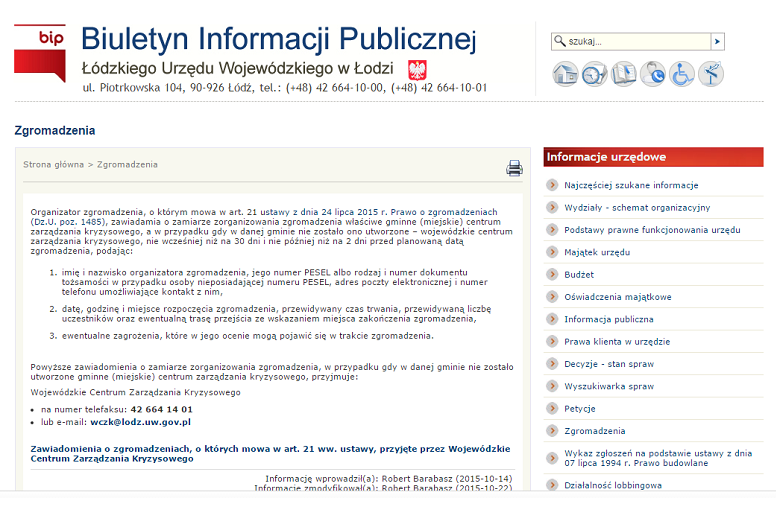 bip
Biuletyn Informacji Publicznej
Łódzkiego Urzędu Wojewódzkiego w Łodzi
ul. Piotrkowska 104, 90-926 Łódź, tel.: (+48) 42 664-10-00, (+48) 42 664-10-01
szukaj...
Zgromadzenia
Strona główna > Zgromadzenia
Organizator zgromadzenia, o którym mowa w art. 21 ustawy z dnia 24 lipca 2015 r. Prawo o zgromadzeniach
(Dz.U. poz. 1485), zawiadamia o zamiarze zorganizowania zgromadzenia właściwe gminne (miejskie) centrum
zarządzania kryzysowego, a w przypadku gdy w danej gminie nie zostało ono utworzone – wojewódzkie centrum
zarządzania kryzysowego, nie wcześniej niż na 30 dni i nie później niż na 2 dni przed planowaną datą
zgromadzenia, podając:
1. imię i nazwisko organizatora zgromadzenia, jego numer PESEL albo rodzaj i numer dokumentu
tożsamości w przypadku osoby nieposiadającej numeru PESEL, adres poczty elektronicznej i numer
telefonu umożliwiające kontakt z nim,
2. datę, godzinę i miejsce rozpoczęcia zgromadzenia, przewidywany czas trwania, przewidywaną liczbę
uczestników oraz ewentualną trasę przejścia ze wskazaniem miejsca zakończenia zgromadzenia,
3. ewentualne zagrożenia, które w jego ocenie mogą pojawić się w trakcie zgromadzenia.
Powyższe zawiadomienia o zamiarze zorganizowania zgromadzenia, w przypadku gdy w danej gminie nie zostało
utworzone gminne (miejskie) centrum zarządzania kryzysowego, przyjmuje:
Wojewódzkie Centrum Zarządzania Kryzysowego
• na numer telefaksu: 42 664 14 01
• lub e-mail: wczk@lodz.uw.gov.pl
Zawiadomienia o zgromadzeniach, o których mowa w art. 21 ww. ustawy, przyjęte przez Wojewódzkie
Centrum Zarządzania Kryzysowego
Informację wprowadził(a): Robert Barabasz (2015-10-14)
Informację zmodyfikował(a): Robert Barabasz (2015-10-22)
Informacje urzędowe
Najczęściej szukane informacje
Wydziały - schemat organizacyjny
Podstawy prawne funkcjonowania urzędu
Majątek urzędu
Budżet
Oświadczenia majątkowe
Informacja publiczna
Prawa klienta w urzędzie
Decyzje - stan spraw
Wyszukiwarka spraw
Petycje
Zgromadzenia
Wykaz zgłoszeń na podstawie ustawy z dnia
07 lipca 1994 r. Prawo budowlane
Działalność lobbingowa